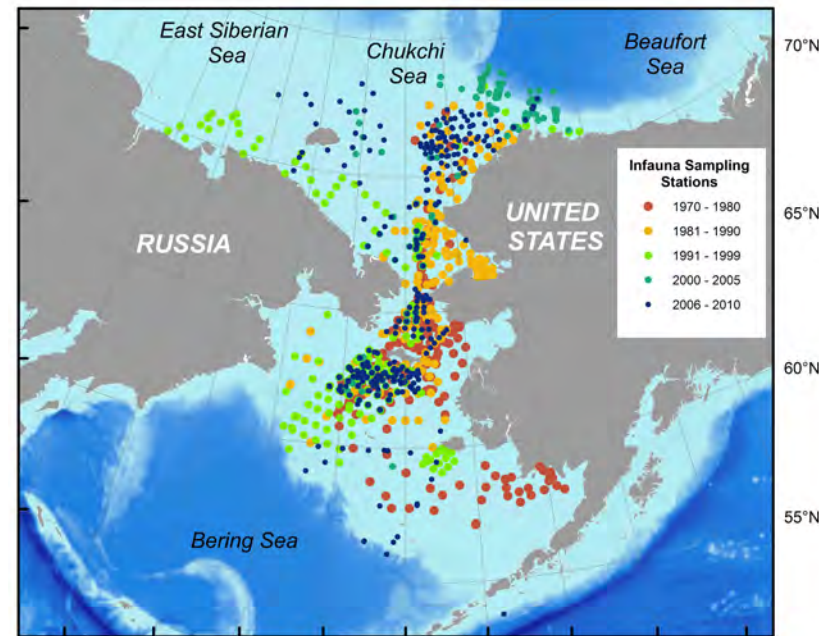 East Siberian
Sea
Chukchi
Sea
Beaufort
Sea
70°N
Infauna Sampling
Stations
1970 - 1980
1981 - 1990
1991 - 1999
2000 - 2005
2006 - 2010
65°N
UNITED
STATES
RUSSIA
60°N
55°N
Bering Sea